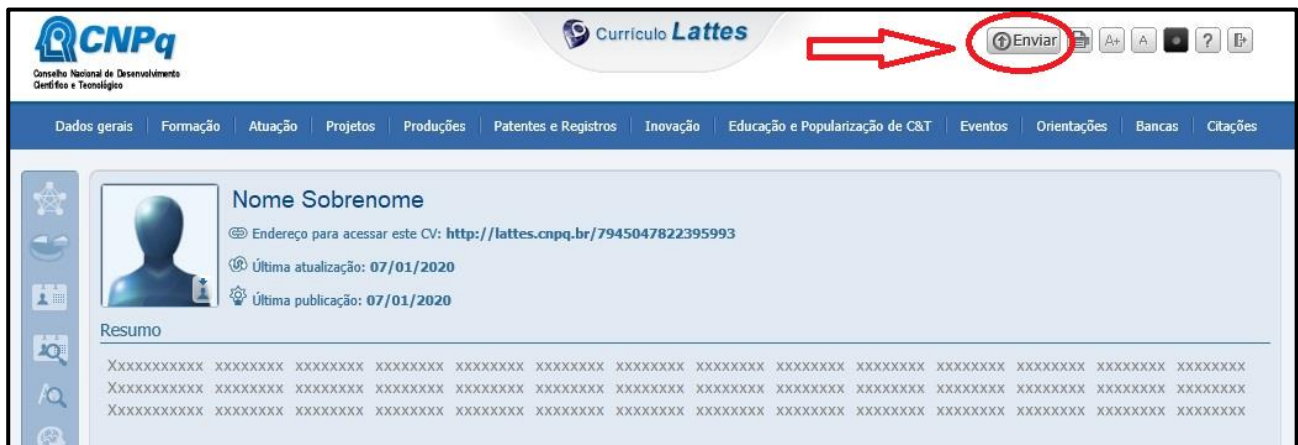 CNPq
Conselho Nacional de Desenvolvimento
Científico e Tecnológico
Currículo Lattes
Enviar A+ A ?
Dados gerais Formação Atuação Projetos Produções Patentes e Registros Inovação Educação e Popularização de C&T Eventos Orientações Bancas Citações
Nome Sobrenome
Endereço para acessar este CV: http://lattes.cnpq.br/7945047822395993
Última atualização: 07/01/2020
Última publicação: 07/01/2020
Resumo
Xxxxxxxxxxx xxxxxxxx xxxxxxxx xxxxxxxx xxxxxxxx xxxxxxxx xxxxxxxx xxxxxxxx xxxxxxxx xxxxxxxx xxxxxxxx xxxxxxxx xxxxxxxx xxxxxxxx
Xxxxxxxxxxx xxxxxxxx xxxxxxxx xxxxxxxx xxxxxxxx xxxxxxxx xxxxxxxx xxxxxxxx xxxxxxxx xxxxxxxx xxxxxxxx xxxxxxxx xxxxxxxx xxxxxxxx
Xxxxxxxxxxx xxxxxxxx xxxxxxxx xxxxxxxx xxxxxxxx xxxxxxxx xxxxxxxx xxxxxxxx xxxxxxxx xxxxxxxx xxxxxxxx xxxxxxxx xxxxxxxx xxxxxxxx